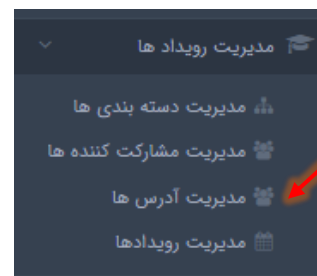 مدیریت رویداد ها
مدیریت دسته بندی ها
مدیریت مشارکت کننده ها
مدیریت آدرس ها
مدیریت رویدادها